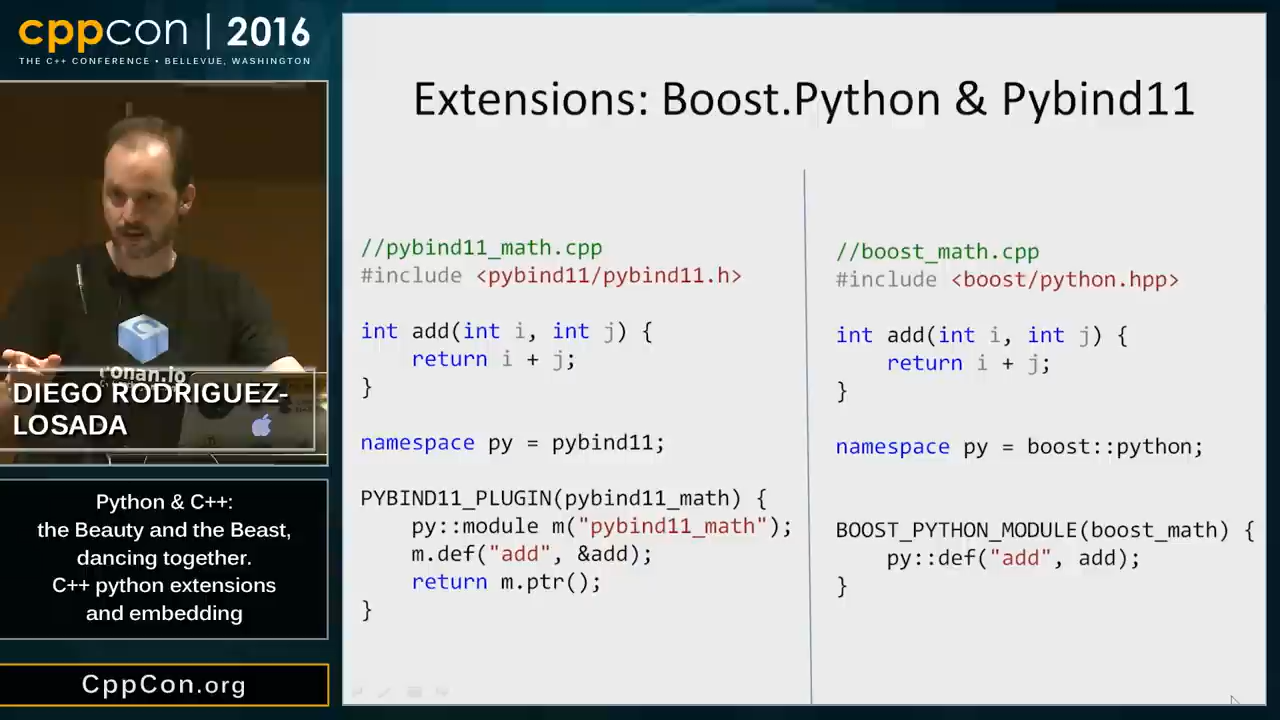 cppcon | 2016
THE C++ CONFERENCE • BELLEVUE, WASHINGTON
Extensions: Boost.Python & Pybind11
//pybind11_math.cpp
#include <pybind11/pybind11.h>
int add(int i, int j) {
return i + j;
}
namespace py = pybind11;
PYBIND11_PLUGIN(pybind11_math) {
py::module m("pybind11_math");
m.def("add", &add);
return m.ptr();
}
//boost_math.cpp
#include <boost/python.hpp>
int add(int i, int j) {
return i + j;
}
namespace py = boost::python;
BOOST_PYTHON_MODULE(boost_math) {
py::def("add", add);
}
C
onan.io
DIEGO RODRIGUEZ-
LOSADA
Python & C++:
the Beauty and the Beast,
dancing together.
C++ python extensions
and embedding
CppCon.org